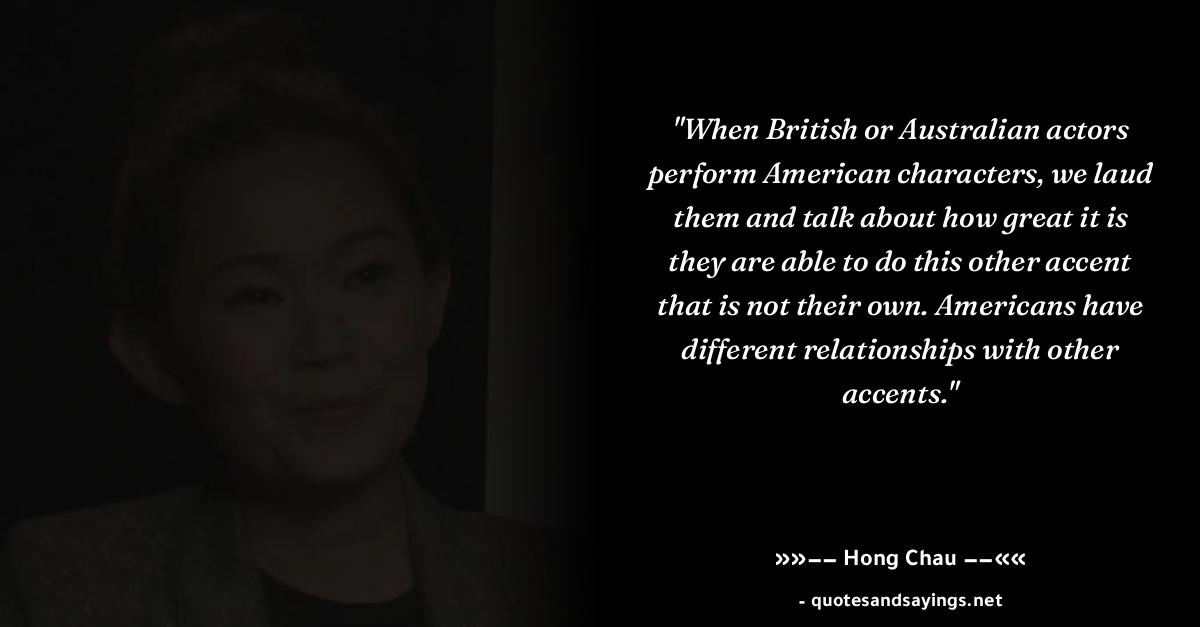 "When British or Australian actors
perform American characters, we laud
them and talk about how great it is
they are able to do this other accent
that is not their own. Americans have
different relationships with other
accents."
»»–– Hong Chau ––««
- quotesandsayings.net